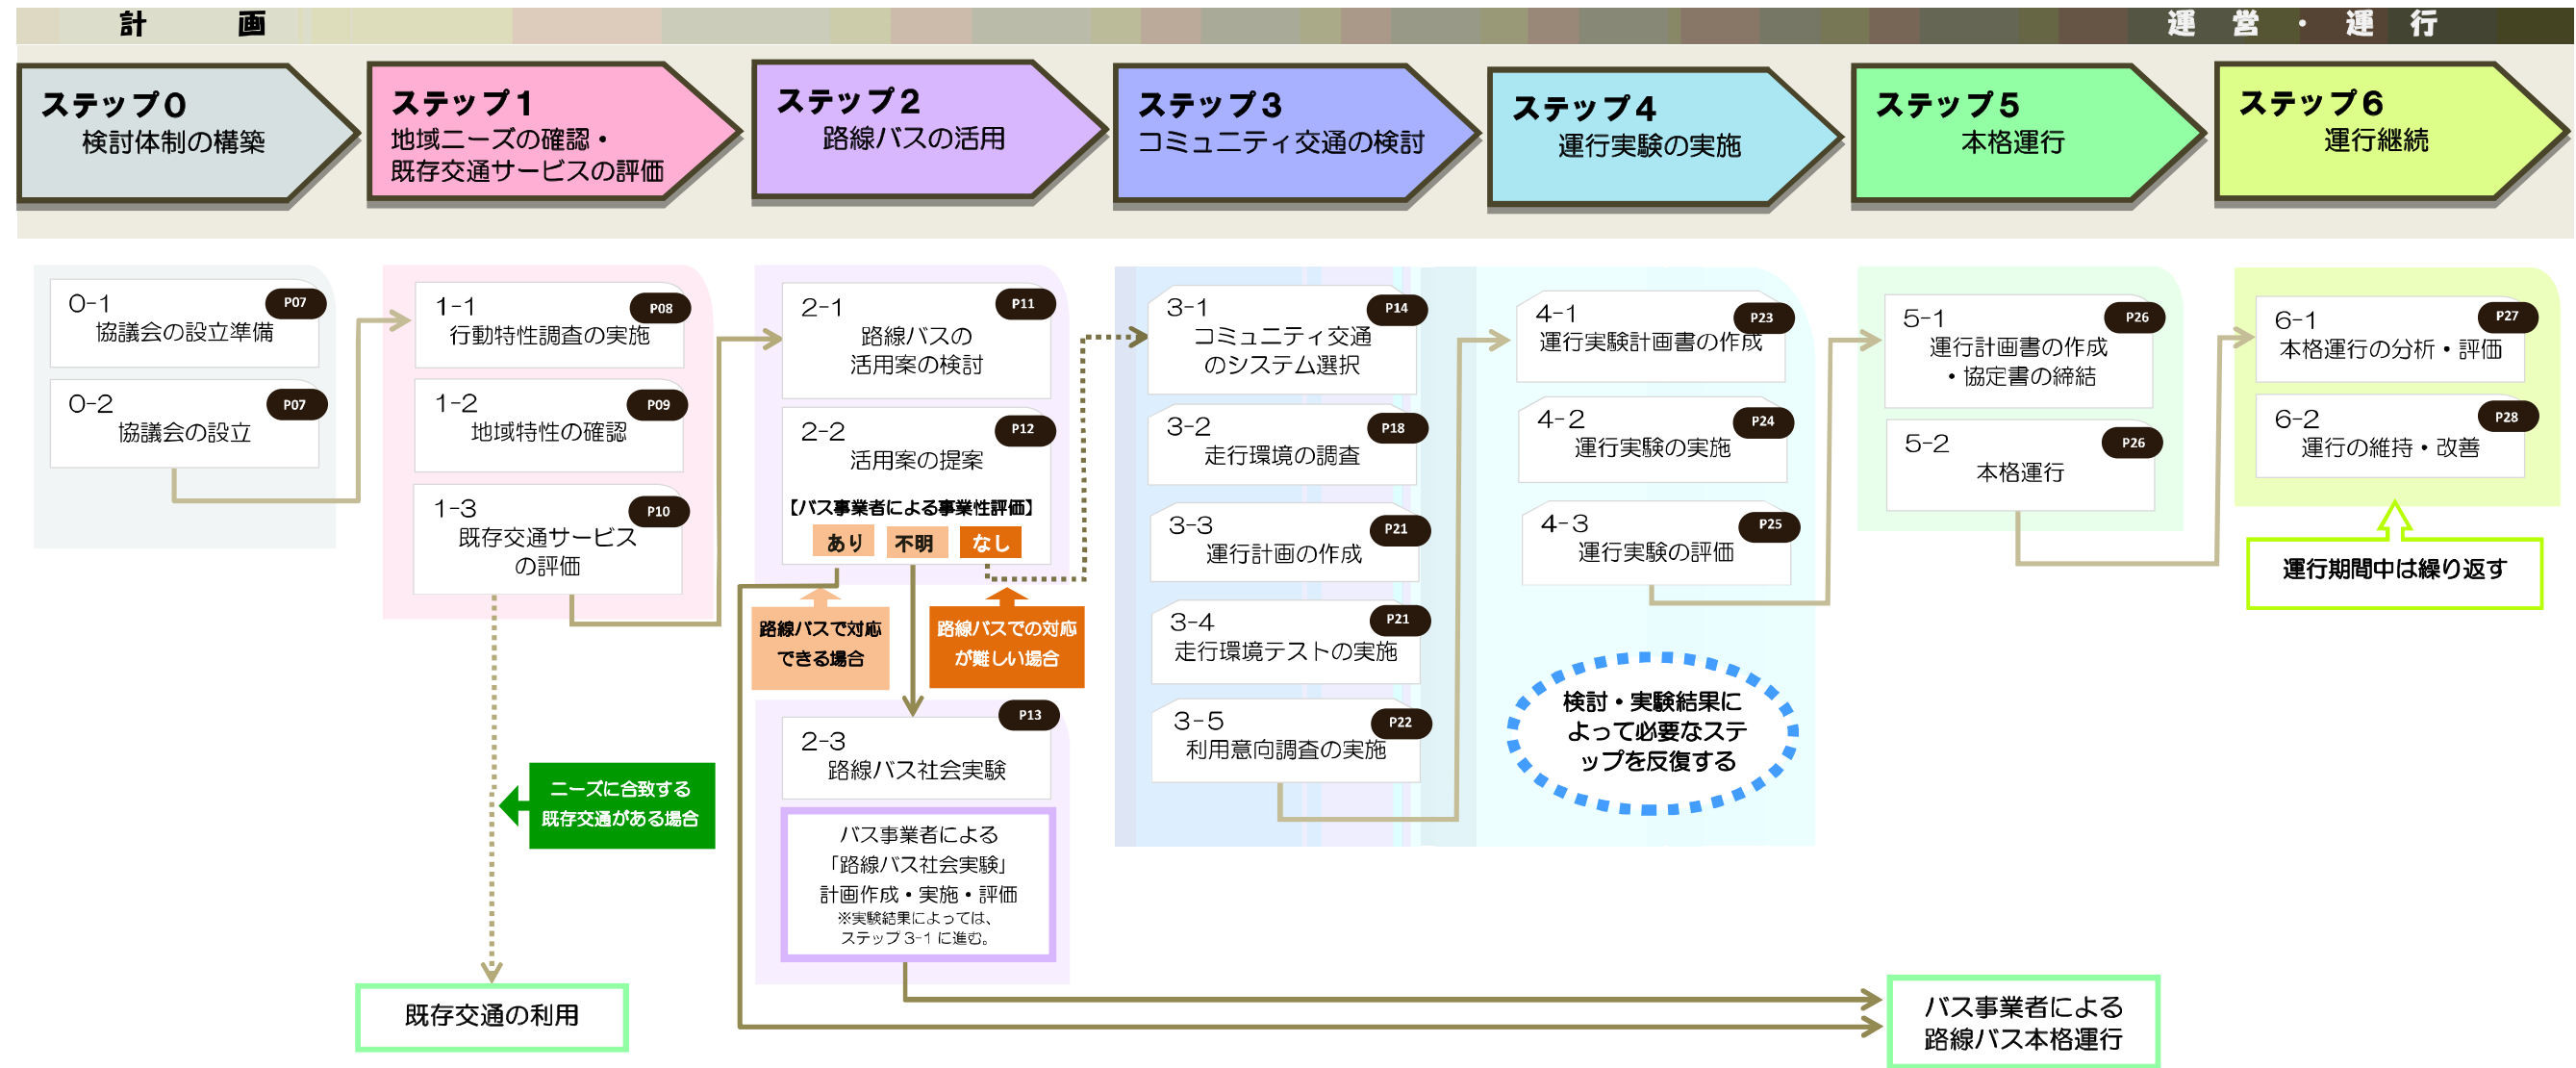 計　画
運　営　・　運　行
ステップ０
検討体制の構築
ステップ１
地域ニーズの確認・
既存交通サービスの評価
ステップ２
路線バスの活用
ステップ３
コミュニティ交通の検討
ステップ４
運行実験の実施
ステップ５
本格運行
ステップ６
運行継続
0-1
P07
協議会の設立準備
0-2
P07
協議会の設立
1-1
P08
行動特性調査の実施
1-2
P09
地域特性の確認
1-3
P10
既存交通サービス
の評価
ニーズに合致する
既存交通がある場合
既存交通の利用
2-1
P11
路線バスの
活用案の検討
2-2
P12
活用案の提案
【バス事業者による事業性評価】
あり 不明 なし
路線バスで対応
できる場合
路線バスでの対応
が難しい場合
2-3
P13
路線バス社会実験
バス事業者による
「路線バス社会実験」
計画作成・実施・評価
※実験結果によっては、
ステップ3-1に進む。
3-1
P14
コミュニティ交通
のシステム選択
3-2
P18
走行環境の調査
3-3
P21
運行計画の作成
3-4
P21
走行環境テストの実施
3-5
P22
利用意向調査の実施
4-1
P23
運行実験計画書の作成
4-2
P24
運行実験の実施
4-3
P25
運行実験の評価
検討・実験結果に
よって必要なステ
ップを反復する
5-1
P26
運行計画書の作成
・協定書の締結
5-2
P26
本格運行
バス事業者による
路線バス本格運行
6-1
P27
本格運行の分析・評価
6-2
P28
運行の維持・改善
運行期間中は繰り返す